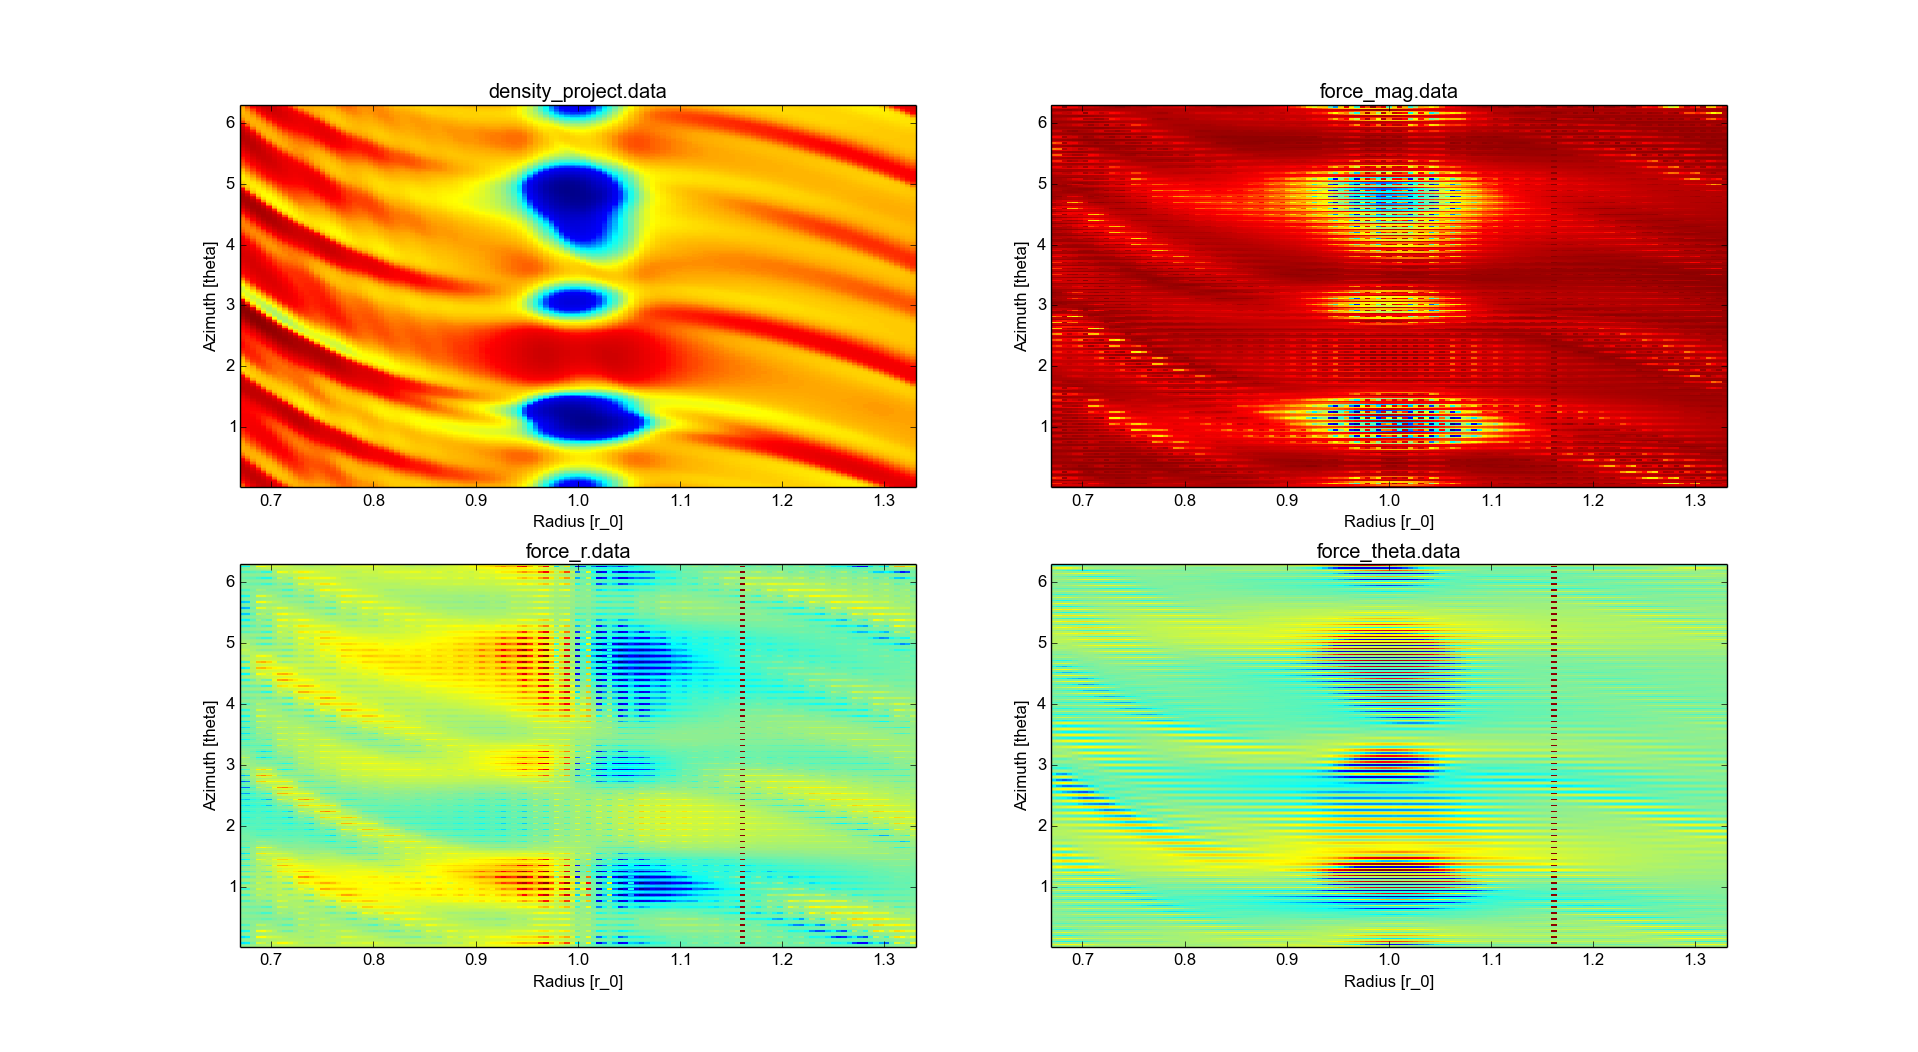 density_project.data
6
5
4
3
2
1
Azimuth [theta]
0.7 0.8 0.9 1.0 1.1 1.2 1.3
Radius [r_0]
force_mag.data
6
5
4
3
2
1
Azimuth [theta]
0.7 0.8 0.9 1.0 1.1 1.2 1.3
Radius [r_0]
force_r.data
6
5
4
3
2
1
Azimuth [theta]
0.7 0.8 0.9 1.0 1.1 1.2 1.3
Radius [r_0]
force_theta.data
6
5
4
3
2
1
Azimuth [theta]
0.7 0.8 0.9 1.0 1.1 1.2 1.3
Radius [r_0]